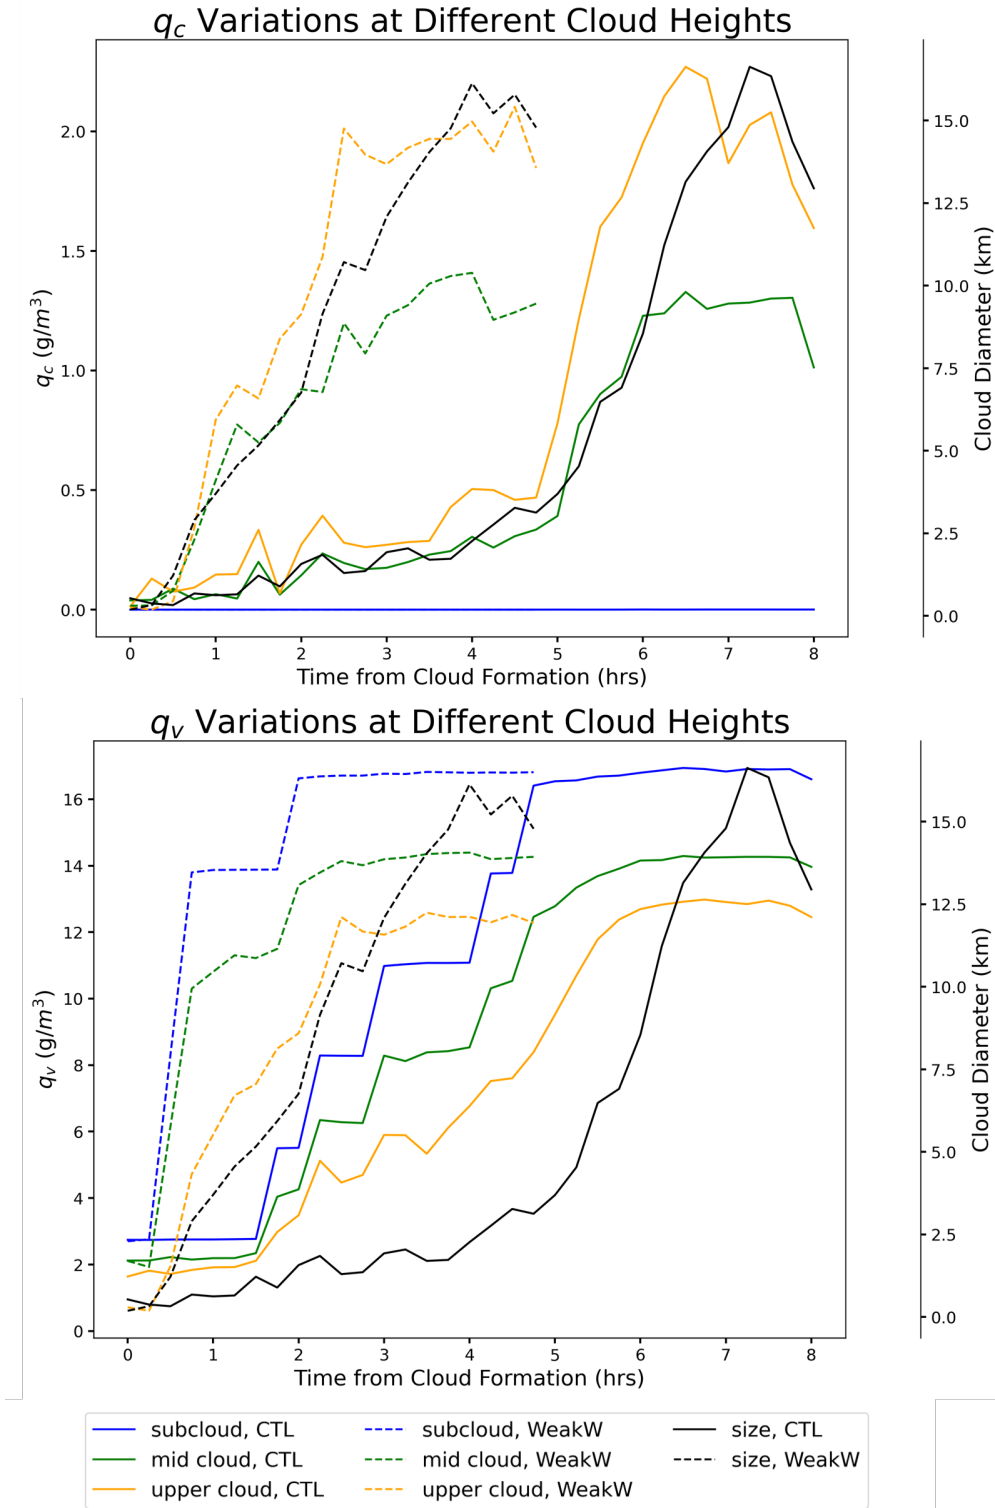 q_c Variations at Different Cloud Heights
2.0
1.5
1.0
0.5
0.0
q_c (g/m³)
15.0
12.5
10.0
7.5
5.0
2.5
0.0
Cloud Diameter (km)
0 1 2 3 4 5 6 7 8
Time from Cloud Formation (hrs)
q_v Variations at Different Cloud Heights
16
14
12
10
8
6
4
2
0
q_v (g/m³)
15.0
12.5
10.0
7.5
5.0
2.5
0.0
Cloud Diameter (km)
0 1 2 3 4 5 6 7 8
Time from Cloud Formation (hrs)
subcloud, CTL subcloud, WeakW size, CTL
mid cloud, CTL mid cloud, WeakW size, WeakW
upper cloud, CTL upper cloud, WeakW